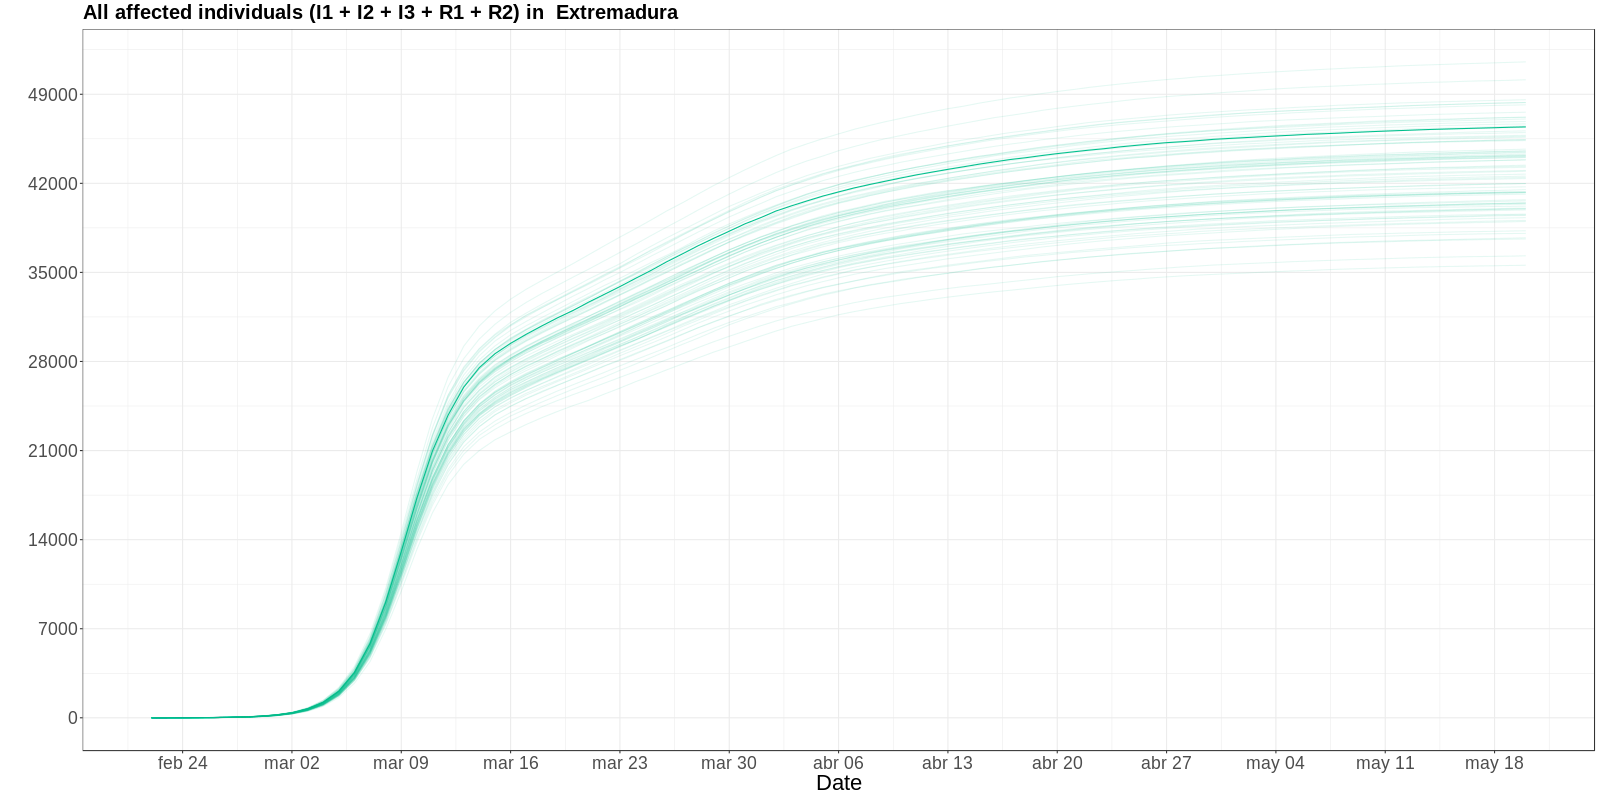 All affected individuals (I1 + I2 + I3 + R1 + R2) in  Extremadura
49000
42000
35000
28000
21000
14000
7000
0
feb 24 mar 02 mar 09 mar 16 mar 23 mar 30 abr 06 abr 13 abr 20 abr 27 may 04 may 11 may 18
Date